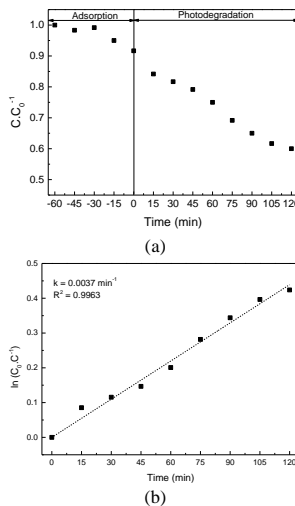 Adsorption Photodegradation
C.C₀⁻¹
1.0
0.9
0.8
0.7
0.6
0.5
-60 -45 -30 -15 0 15 30 45 60 75 90 105 120
Time (min)
(a)
k = 0.0037 min⁻¹
R² = 0.9963
ln (C₀.C⁻¹)
0.5
0.4
0.3
0.2
0.1
0.0
0 15 30 45 60 75 90 105 120
Time (min)
(b)